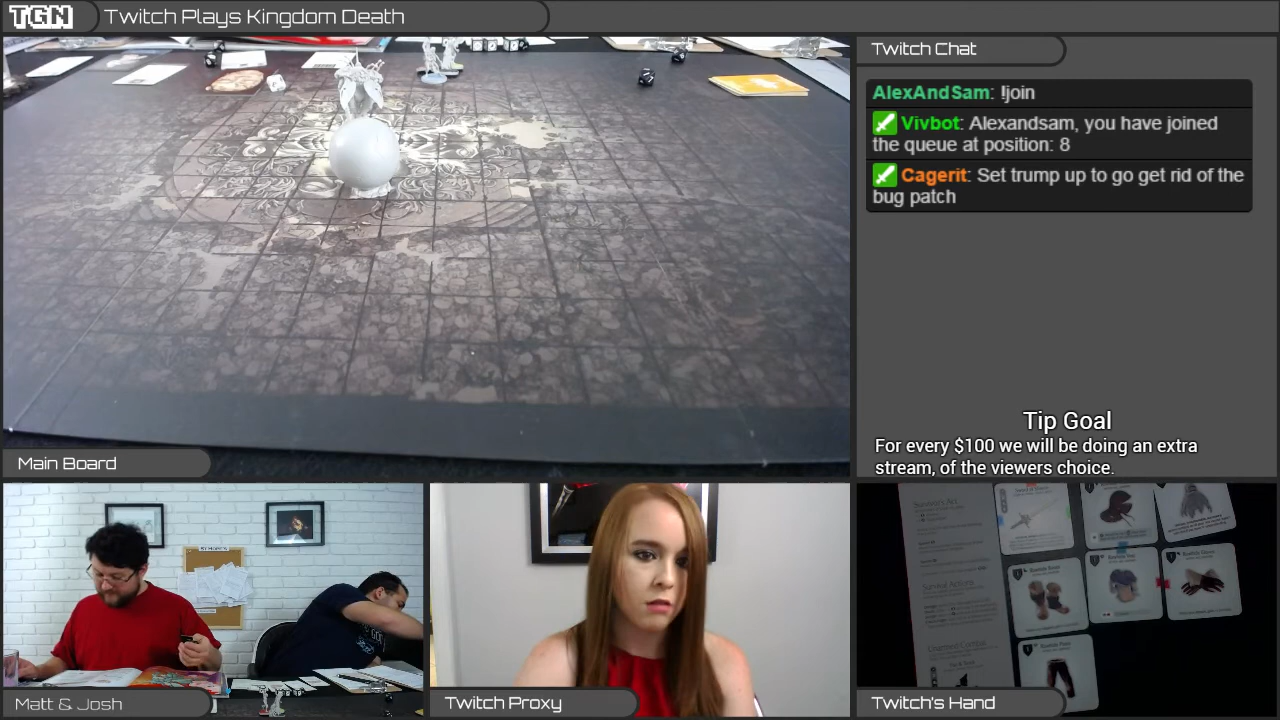 TGN
Twitch Plays Kingdom Death
Twitch Chat
AlexAndSam: !join
Vivbot: Alexandsam, you have joined
the queue at position: 8
Cagerit: Set trump up to go get rid of the
bug patch
Tip Goal
For every $100 we will be doing an extra
stream, of the viewers choice.
Main Board
Matt & Josh
Twitch Proxy
Twitch's Hand